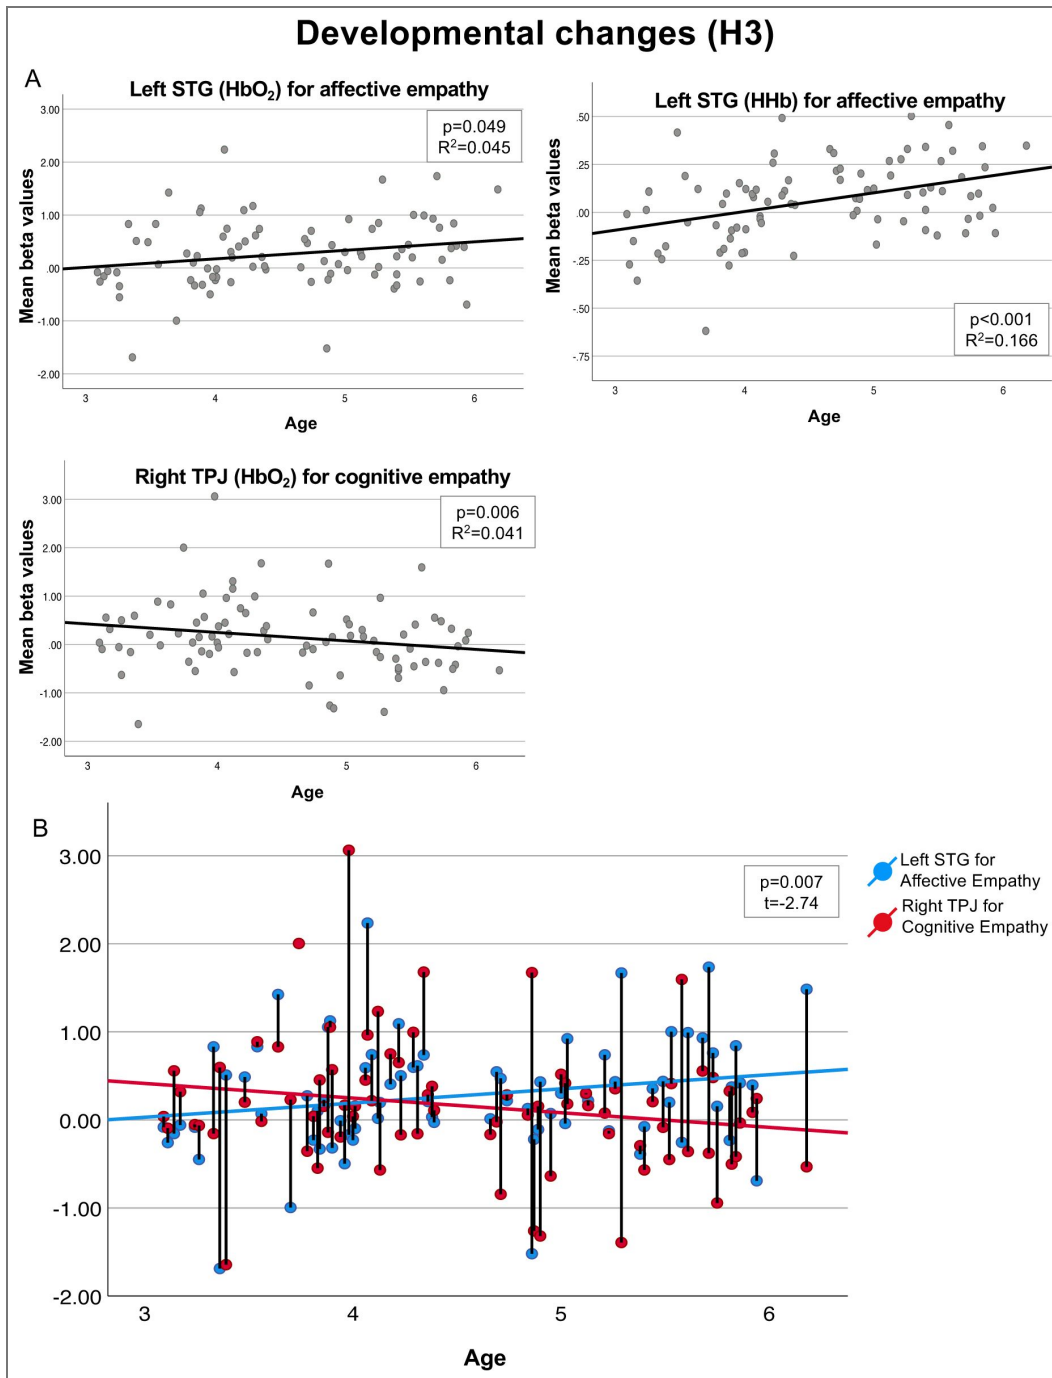 Developmental changes (H3)
A
Left STG (HbO₂) for affective empathy
p=0.049
R²=0.045
Mean beta values
3.00
2.00
1.00
.00
-1.00
-2.00
3 4 5 6
Age
Left STG (HHb) for affective empathy
Mean beta values
.50
.25
.00
-.25
-.50
-.75
p<0.001
R²=0.166
3 4 5 6
Age
Right TPJ (HbO₂) for cognitive empathy
p=0.006
R²=0.041
Mean beta values
3.00
2.00
1.00
.00
-1.00
-2.00
3 4 5 6
Age
B
3.00
2.00
1.00
0.00
-1.00
-2.00
p=0.007
t=-2.74
Left STG for
Affective Empathy
Right TPJ for
Cognitive Empathy
3 4 5 6
Age